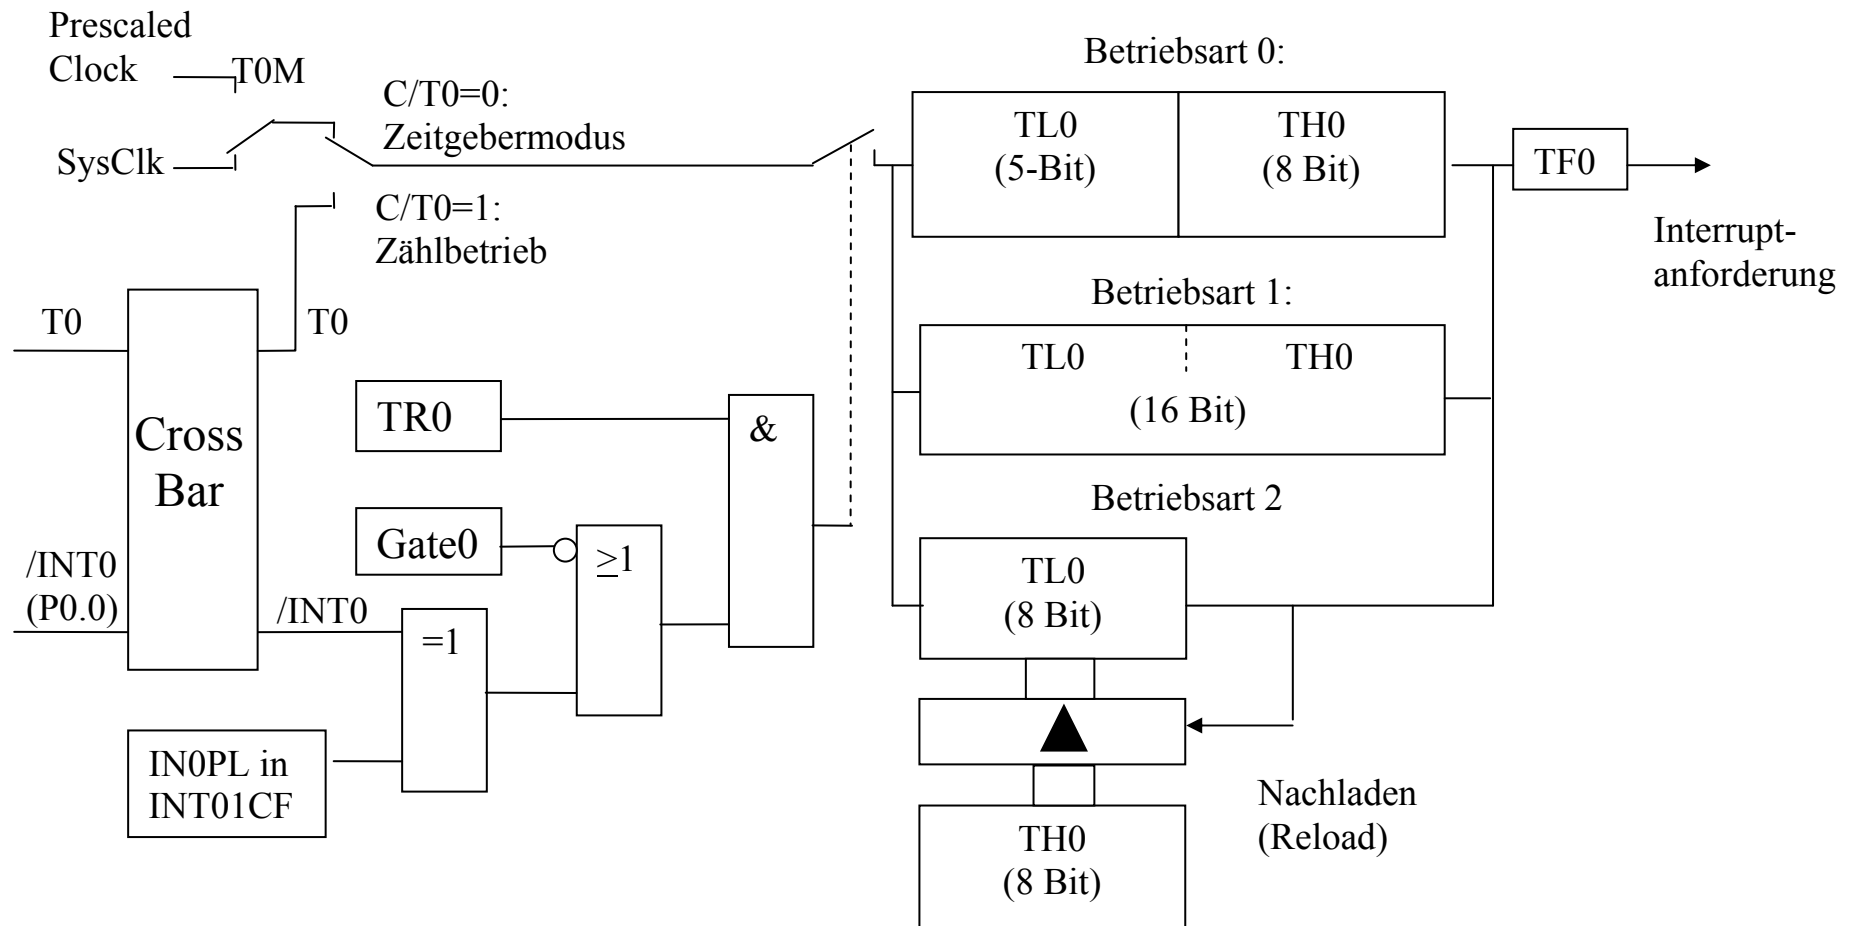 Prescaled
Clock
T0M
SysClk
C/T0=0:
Zeitgebermodus
C/T0=1:
Zählbetrieb
T0
T0
Cross
Bar
/INT0
(P0.0)
/INT0
TR0
Gate0
&
≥1
=1
IN0PL in
INT01CF
Betriebsart 0:
TL0
(5-Bit)
TH0
(8 Bit)
TF0
Interrupt-
anforderung
Betriebsart 1:
TL0
TH0
(16 Bit)
Betriebsart 2
TL0
(8 Bit)
Nachladen
(Reload)
TH0
(8 Bit)